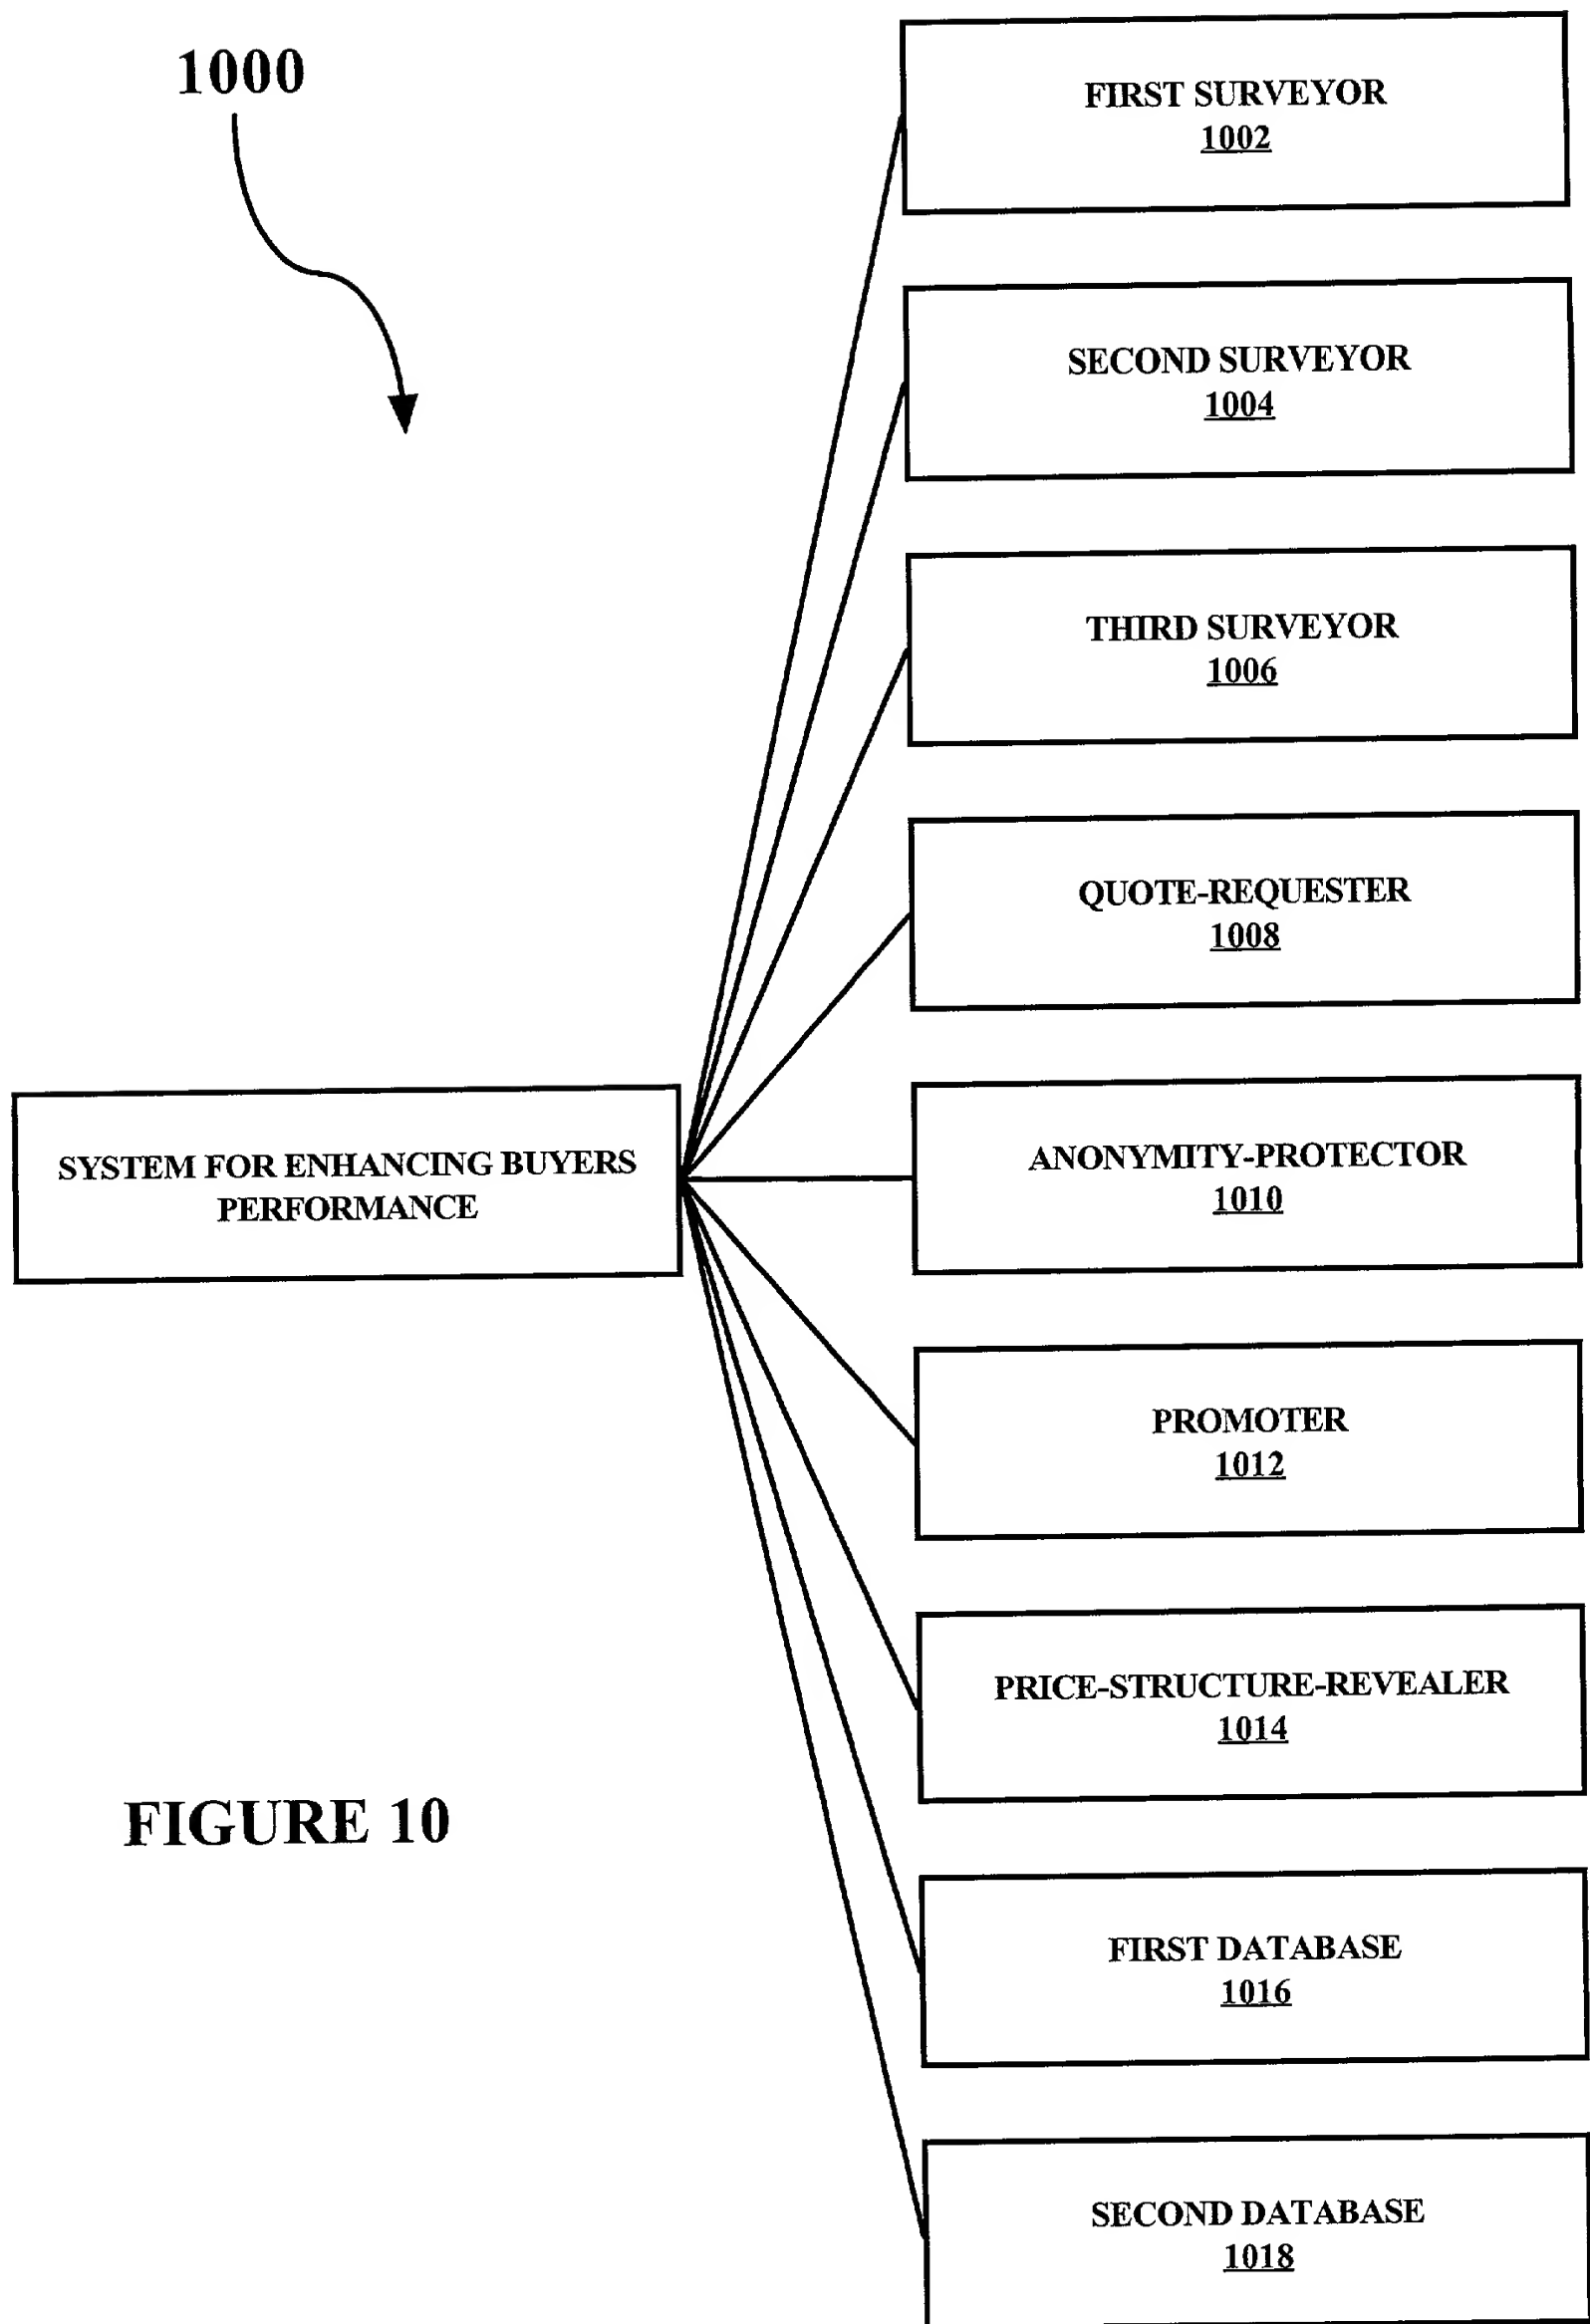 1000
FIRST SURVEYOR
1002
SECOND SURVEYOR
1004
THIRD SURVEYOR
1006
QUOTE-REQUESTER
1008
SYSTEM FOR ENHANCING BUYERS
PERFORMANCE
ANONYMITY-PROTECTOR
1010
PROMOTER
1012
PRICE-STRUCTURE-REVEALER
1014
FIGURE 10
FIRST DATABASE
1016
SECOND DATABASE
1018